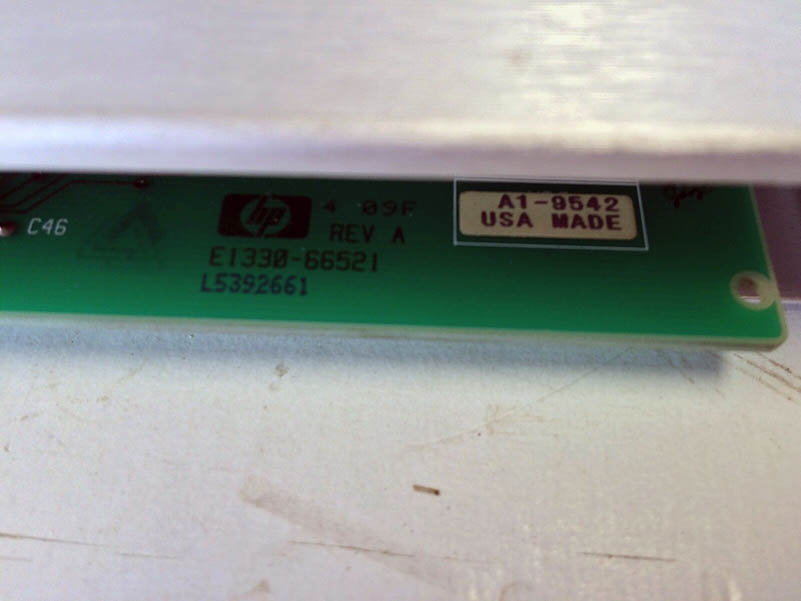 C46
hp
4 09F
REV A
E1330-66521
L5392661
A1-9542
USA MADE